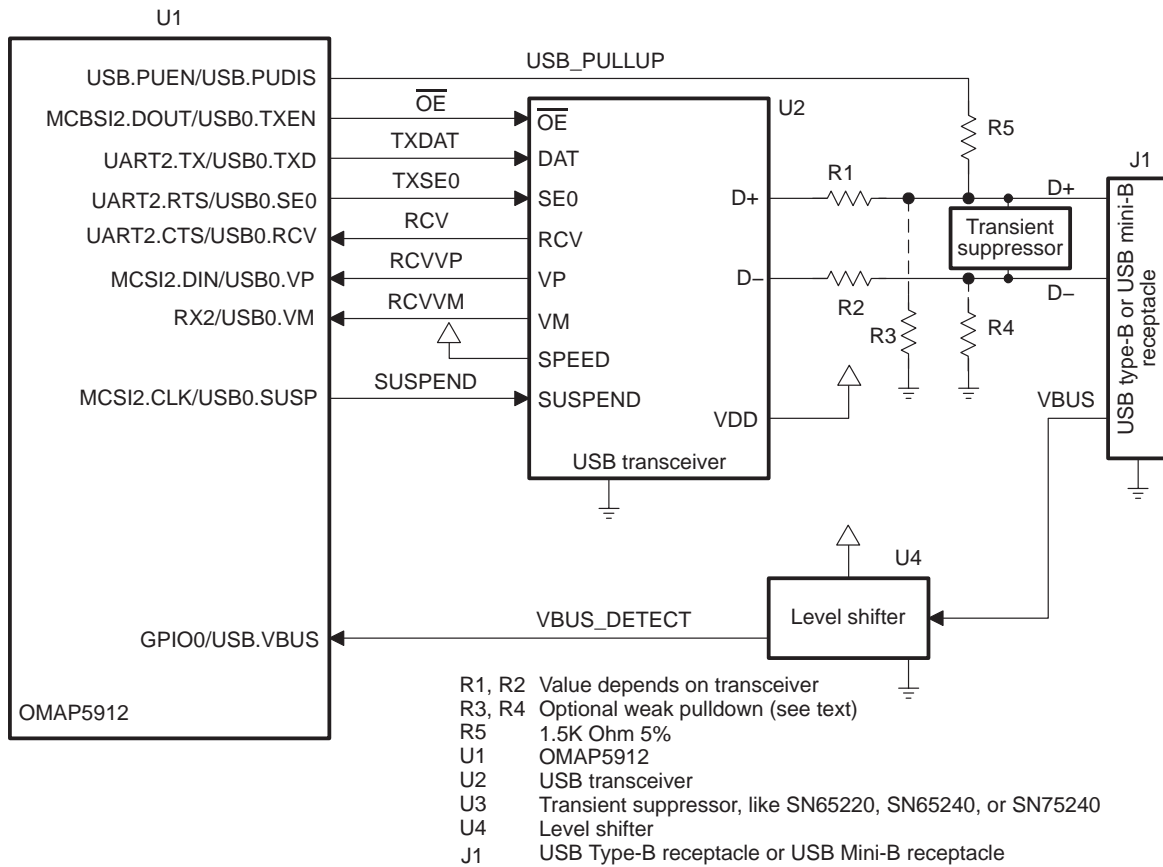 U1
USB.PUEN/USB.PUDIS
USB_PULLUP
MCBSI2.DOUT/USB0.TXEN
OE
OE
U2
R5
UART2.TX/USB0.TXD
TXDAT
DAT
J1
UART2.RTS/USB0.SE0
TXSE0
SE0
D+
R1
D+
UART2.CTS/USB0.RCV
RCV
RCV
Transient
suppressor
MCSI2.DIN/USB0.VP
RCVVP
VP
D–
R2
D–
RX2/USB0.VM
RCVVM
VM
R3
R4
SPEED
USB type-B or USB mini-B
receptacle
MCSI2.CLK/USB0.SUSP
SUSPEND
SUSPEND
VDD
VBUS
USB transceiver
U4
Level shifter
GPIO0/USB.VBUS
VBUS_DETECT
OMAP5912
R1, R2 Value depends on transceiver
R3, R4 Optional weak pulldown (see text)
R5 1.5K Ohm 5%
U1 OMAP5912
U2 USB transceiver
U3 Transient suppressor, like SN65220, SN65240, or SN75240
U4 Level shifter
J1 USB Type-B receptacle or USB Mini-B receptacle